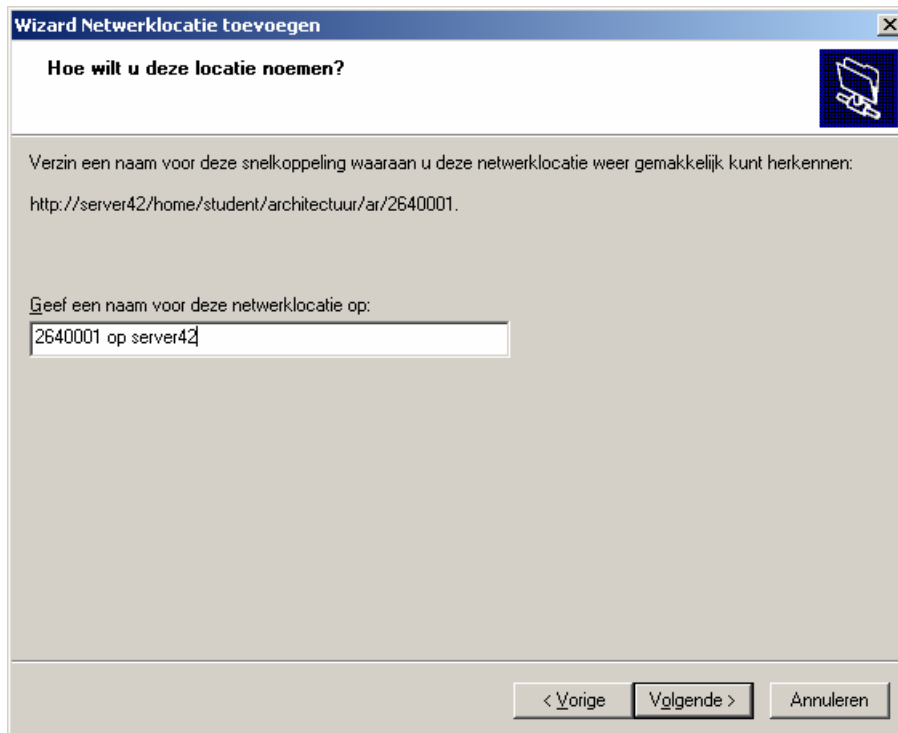 Wizard Netwerklocatie toevoegen
Hoe wilt u deze locatie noemen?
Verzin een naam voor deze snelkoppeling waaraan u deze netwerklocatie weer gemakkelijk kunt herkennen:
http://server42/home/student/architectuur/ar/2640001.
Geef een naam voor deze netwerklocatie op:
2640001 op server42
< Vorige Volgende > Annuleren